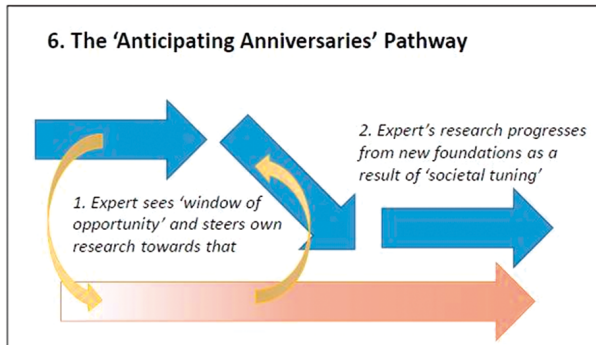 6. The ‘Anticipating Anniversaries’ Pathway
2. Expert’s research progresses
from new foundations as a
result of ‘societal tuning’
1. Expert sees ‘window of
opportunity’ and steers own
research towards that